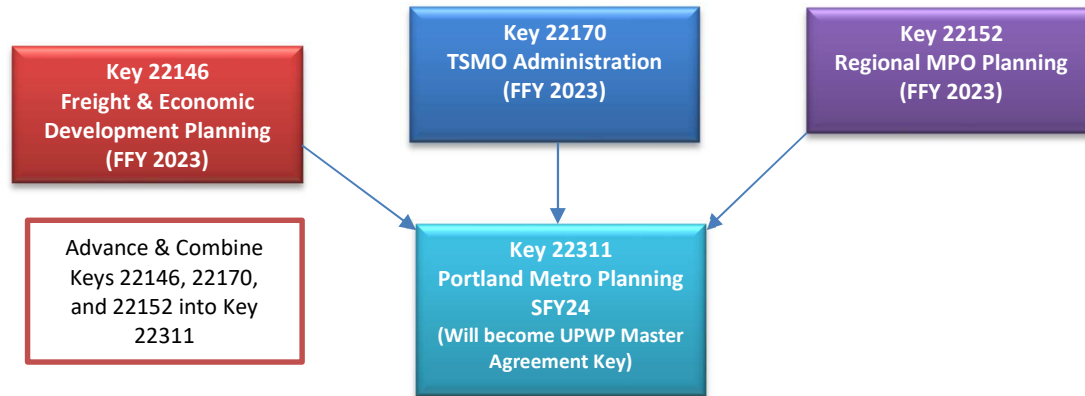 Key 22146
Freight & Economic
Development Planning
(FFY 2023)
Key 22170
TSMO Administration
(FFY 2023)
Key 22152
Regional MPO Planning
(FFY 2023)
Advance & Combine
Keys 22146, 22170,
and 22152 into Key
22311
Key 22311
Portland Metro Planning
SFY24
(Will become UPWP Master
Agreement Key)